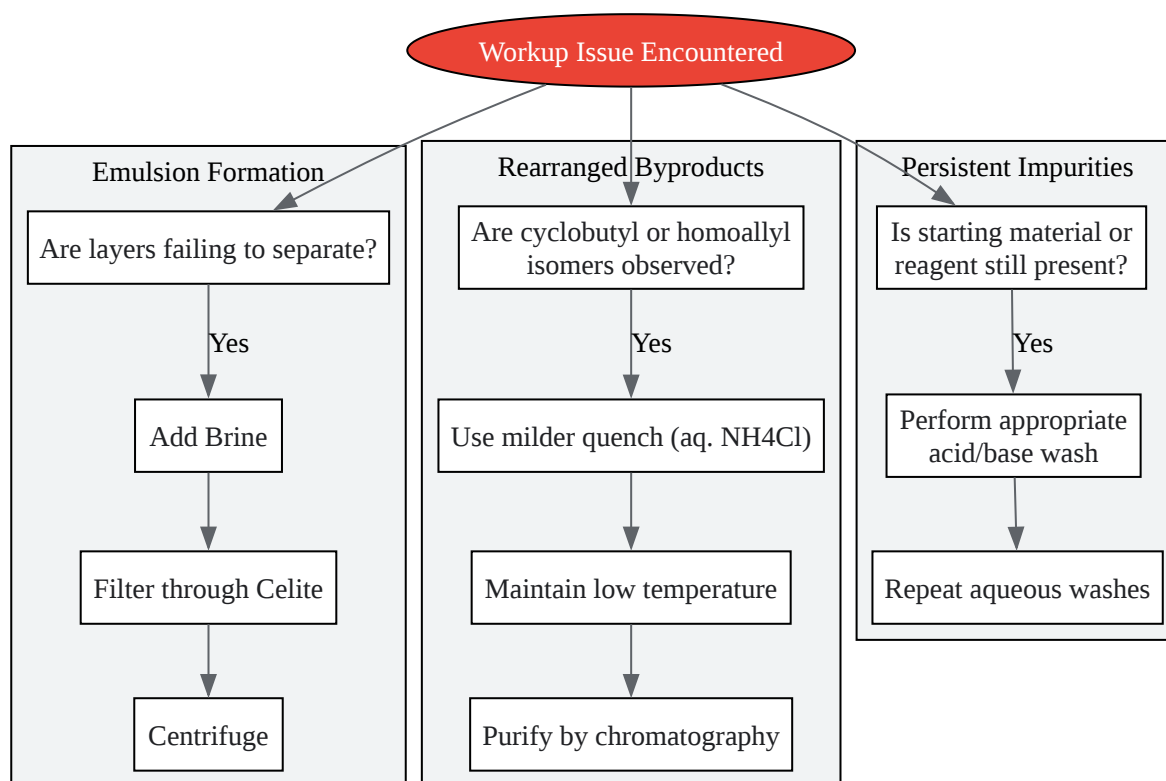 Workup Issue Encountered
Emulsion Formation
Are layers failing to separate?
Yes
Add Brine
Filter through Celite
Centrifuge
Rearranged Byproducts
Are cyclobutyl or homoallyl
isomers observed?
Yes
Use milder quench (aq. NH4Cl)
Maintain low temperature
Purify by chromatography
Persistent Impurities
Is starting material or
reagent still present?
Yes
Perform appropriate
acid/base wash
Repeat aqueous washes